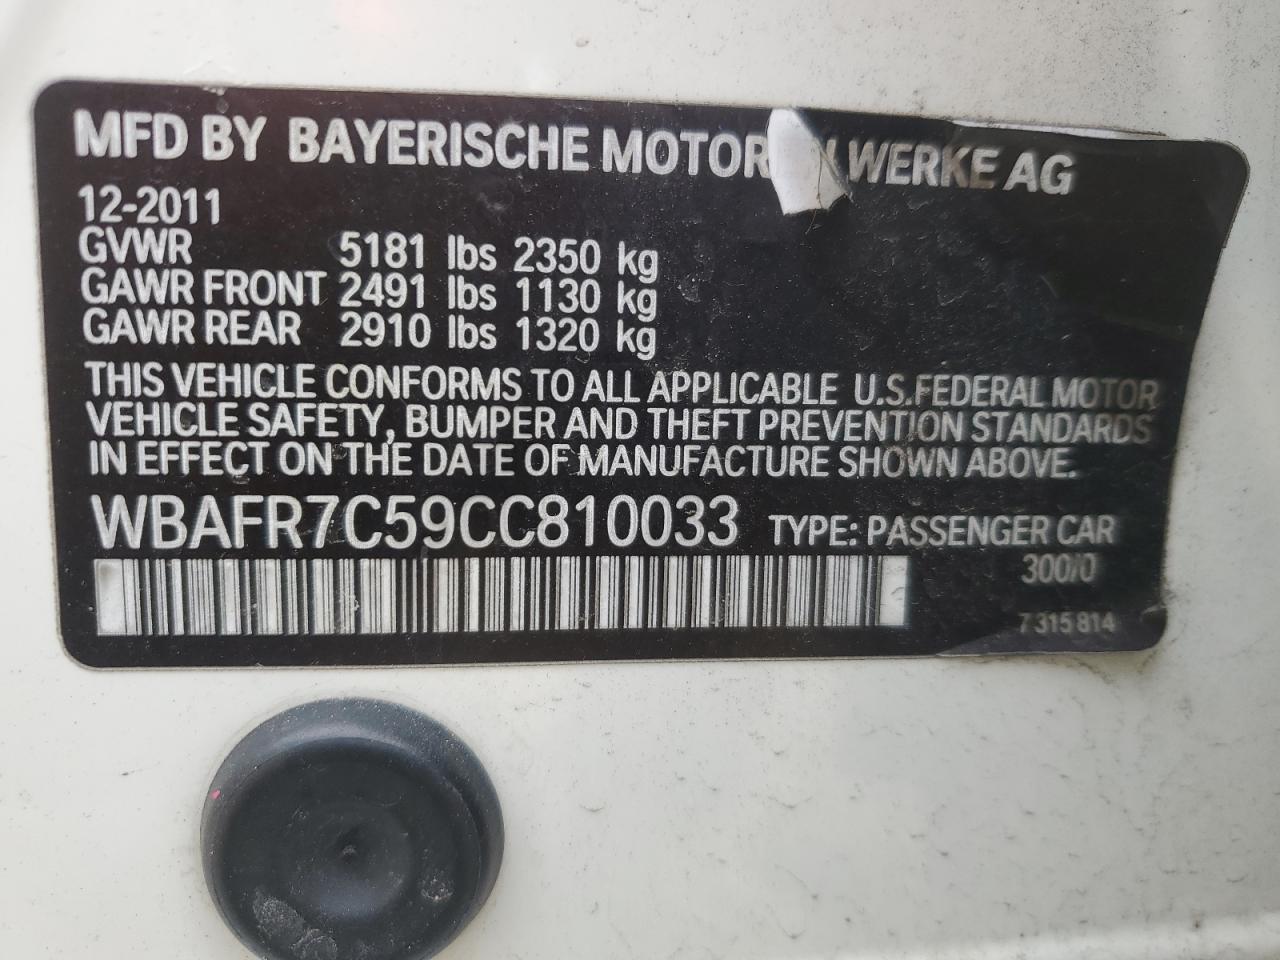 MFD BY BAYERISCHE MOTOR WERKE AG
12-2011
GVWR 5181 lbs 2350 kg
GAWR FRONT 2491 lbs 1130 kg
GAWR REAR 2910 lbs 1320 kg
THIS VEHICLE CONFORMS TO ALL APPLICABLE U.S.FEDERAL MOTOR
VEHICLE SAFETY, BUMPER AND THEFT PREVENTION STANDARDS
IN EFFECT ON THE DATE OF MANUFACTURE SHOWN ABOVE.
WBAFR7C59CC810033 TYPE: PASSENGER CAR
300/0
7 315 814